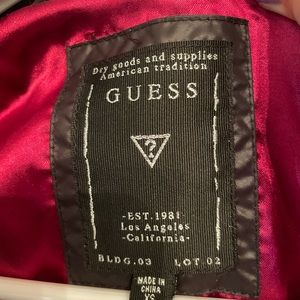 Dry goods and supplies
American tradition
GUESS
?
-EST.1981-
Los Angeles
-California-
BLDG.03 LOT.02
MADE IN
CHINA
XS